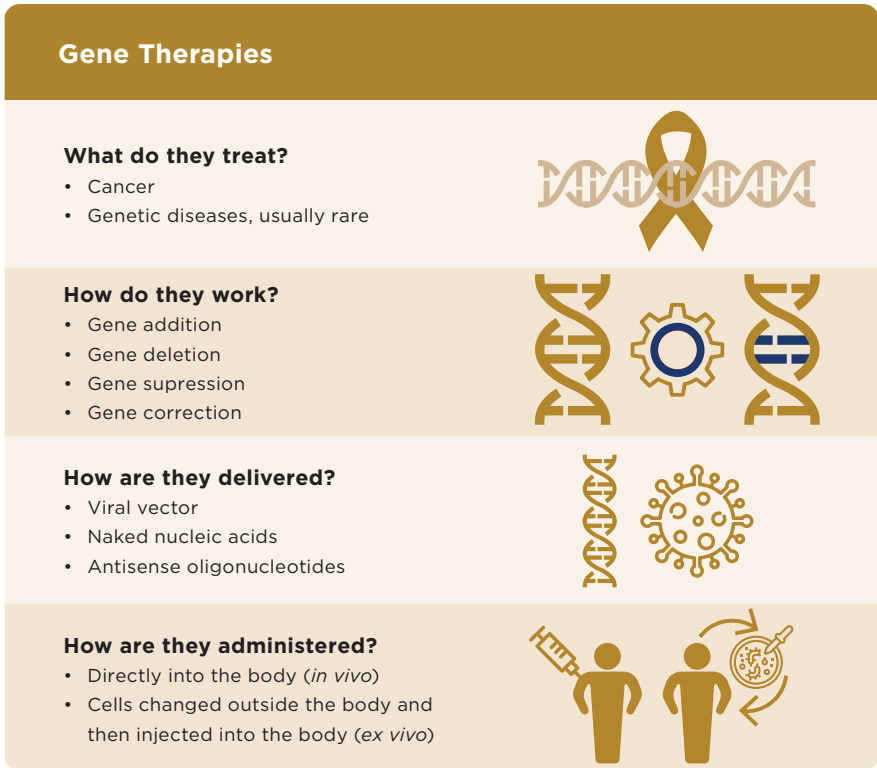 Gene Therapies
What do they treat?
• Cancer
• Genetic diseases, usually rare
How do they work?
• Gene addition
• Gene deletion
• Gene supression
• Gene correction
How are they delivered?
• Viral vector
• Naked nucleic acids
• Antisense oligonucleotides
How are they administered?
• Directly into the body (in vivo)
• Cells changed outside the body and
then injected into the body (ex vivo)